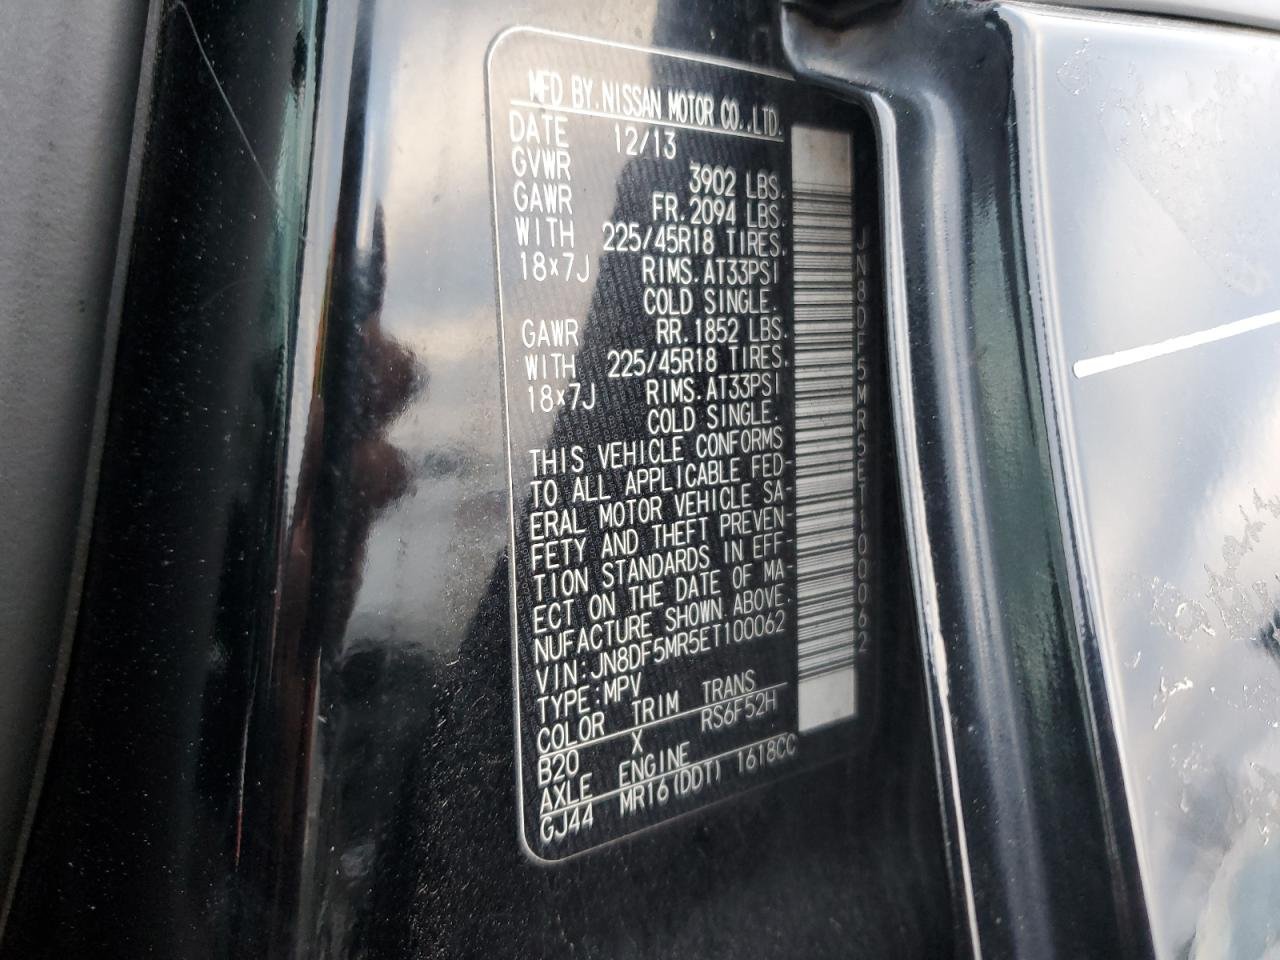 MFD BY. NISSAN MOTOR CO., LTD.
DATE 12/13
GVWR 3902 LBS.
GAWR FR. 2094 LBS.
WITH 225/45R18 TIRES.
18×7J RIMS. AT33PSI
COLD SINGLE.
GAWR RR. 1852 LBS.
WITH 225/45R18 TIRES.
18×7J RIMS. AT33PSI
COLD SINGLE.
THIS VEHICLE CONFORMS
TO ALL APPLICABLE FED-
ERAL MOTOR VEHICLE SA-
FETY AND THEFT PREVEN-
TION STANDARDS IN EFF-
ECT ON THE DATE OF MA-
NUFACTURE SHOWN ABOVE.
VIN: JN8DF5MR5ET100062
TYPE: MPV
COLOR TRIM TRANS
B20 X RS6F52H
AXLE ENGINE
GJ44 MR16(DDT) 1618CC
JN8DF5MR5ET100062